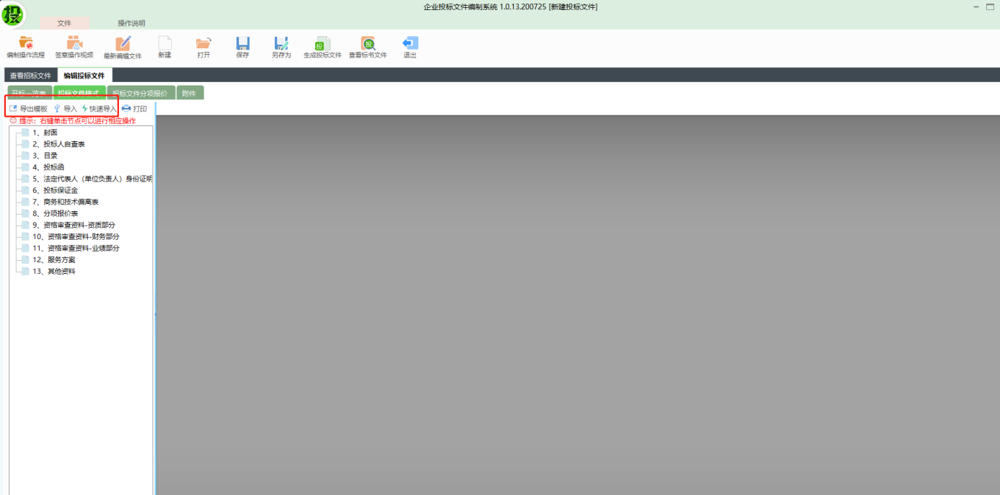 企业投标文件编制系统 1.0.13.200725 [新建投标文件]
投
文件 操作说明
编制操作流程 签章操作视频 最新编辑文件 新建 打开 保存 另存为 生成投标文件 查看标书文件 退出
查看招标文件 编辑投标文件
开标一览表 投标文件格式 投标文件分项报价 附件
导出模板 导入 快速导入 打印
提示：右键单击节点可以进行相应操作
1、封面
2、投标人自查表
3、目录
4、投标函
5、法定代表人（单位负责人）身份证明
6、投标保证金
7、商务和技术偏离表
8、分项报价表
9、资格审查资料-资质部分
10、资格审查资料-财务部分
11、资格审查资料-业绩部分
12、服务方案
13、其他资料